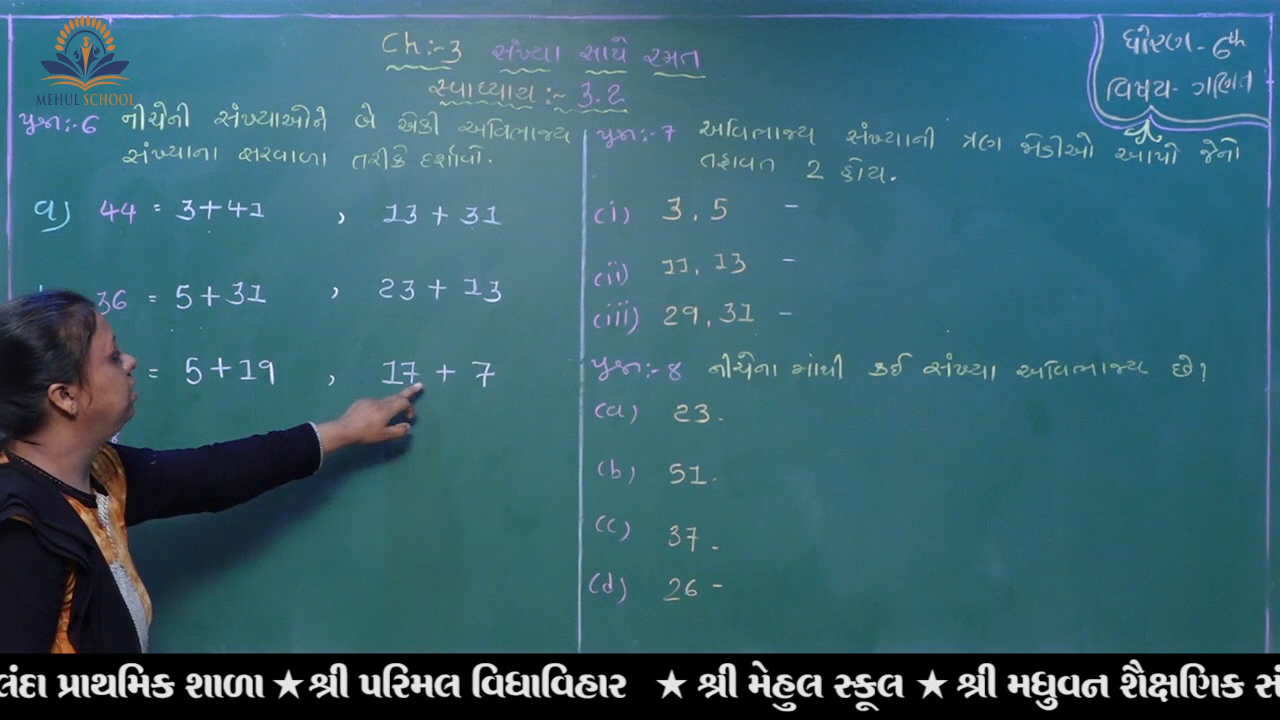 MEHUL SCHOOL
Ch:-3 સંખ્યા સાથે રમત
સ્વાધ્યાય:- 3.2
ધોરણ - 6th
વિષય - ગણિત
પ્રશ્ન:-6 નીચેની સંખ્યાઓને બે એકી અવિભાજ્ય
સંખ્યાના સરવાળા તરીકે દર્શાવો.
a) 44 = 3+41 , 13 + 31
36 = 5+31 , 23 + 13
= 5+19 , 17 + 7
પ્રશ્ન:-7 અવિભાજ્ય સંખ્યાની ત્રણ જોડીઓ આપો જેનો
તફાવત 2 હોય.
(i) 3, 5 -
(ii) 11, 13 -
(iii) 29, 31 -
પ્રશ્ન:-8 નીચેના માંથી કઈ સંખ્યા અવિભાજ્ય છે?
(a) 23.
(b) 51.
(c) 37.
(d) 26 -
લંદા પ્રાથમિક શાળા ★ શ્રી પરિમલ વિદ્યાવિહાર ★ શ્રી મેહુલ સ્કૂલ ★ શ્રી મધુવન શૈક્ષણિક સં